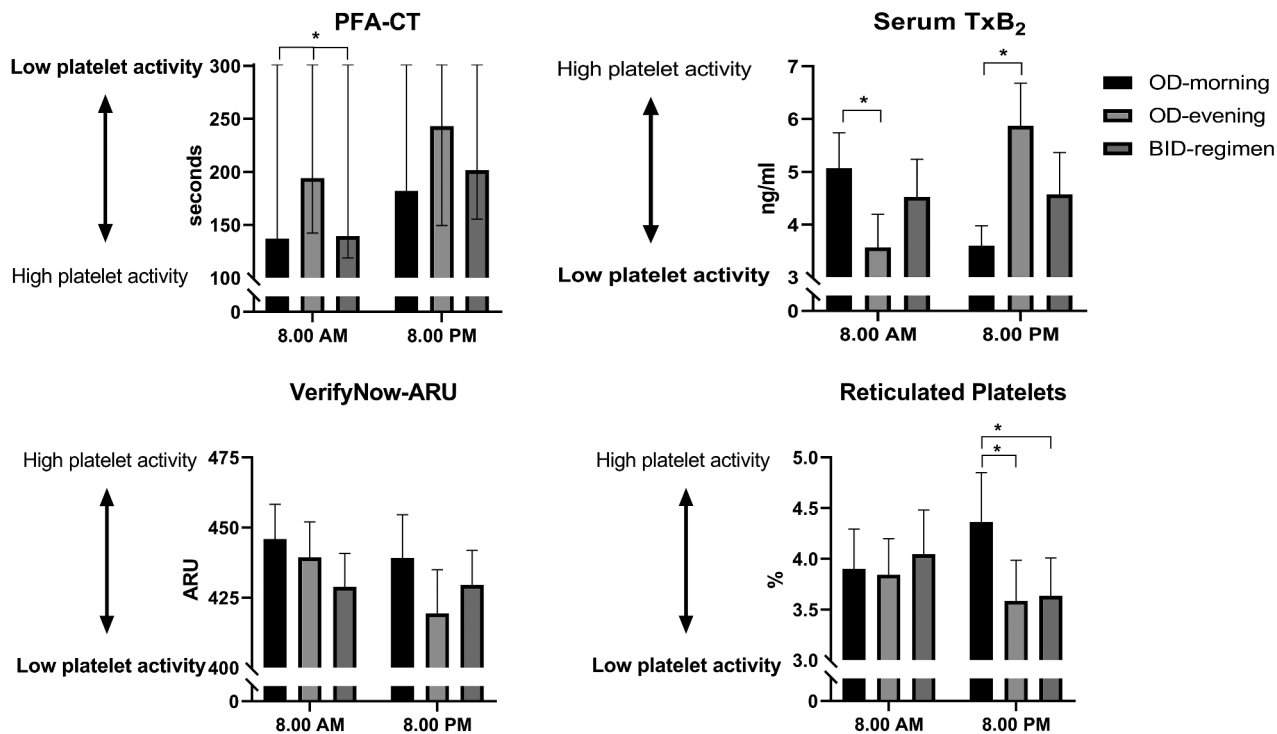 PFA-CT
*
Low platelet activity
High platelet activity
seconds
300
250
200
150
100
0
8.00 AM
8.00 PM
Serum TxB₂
*
*
High platelet activity
Low platelet activity
ng/ml
7
6
5
4
3
0
8.00 AM
8.00 PM
OD-morning
OD-evening
BID-regimen
VerifyNow-ARU
High platelet activity
Low platelet activity
ARU
475
450
425
400
0
8.00 AM
8.00 PM
Reticulated Platelets
*
*
High platelet activity
Low platelet activity
%
5.0
4.5
4.0
3.5
3.0
0
8.00 AM
8.00 PM